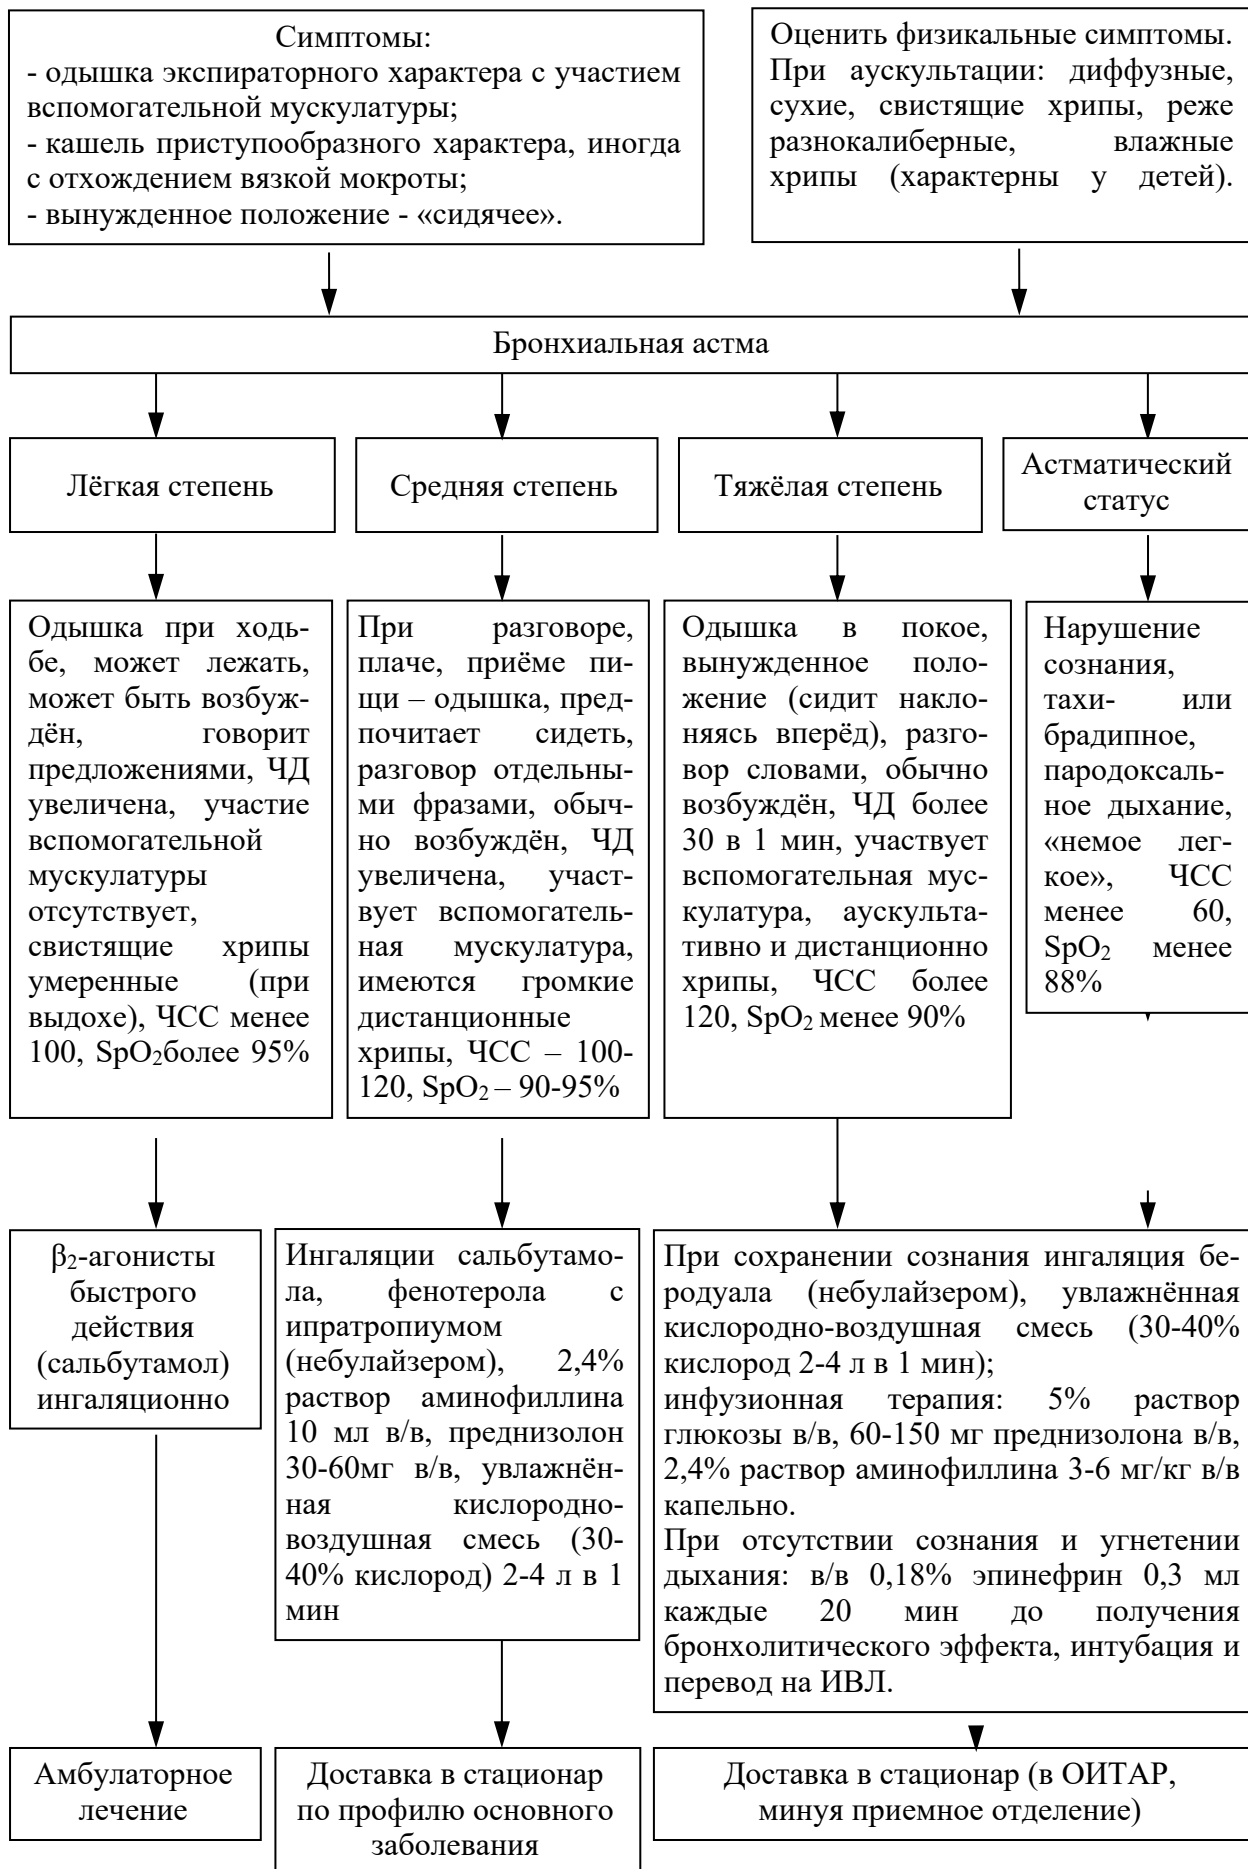 Симптомы:
- одышка экспираторного характера с участием
вспомогательной мускулатуры;
- кашель приступообразного характера, иногда
с отхождением вязкой мокроты;
- вынужденное положение - «сидячее».
Оценить физикальные симптомы.
При аускультации: диффузные,
сухие, свистящие хрипы, реже
разнокалиберные, влажные
хрипы (характерны у детей).
Бронхиальная астма
Лёгкая степень
Средняя степень
Тяжёлая степень
Астматический
статус
Одышка при ходь-
бе, может лежать,
может быть возбуж-
дён, говорит
предложениями, ЧД
увеличена, участие
вспомогательной
мускулатуры
отсутствует,
свистящие хрипы
умеренные (при
выдохе), ЧСС менее
100, SpO₂более 95%
При разговоре,
плаче, приёме пи-
щи – одышка, пред-
почитает сидеть,
разговор отдельны-
ми фразами, обыч-
но возбуждён, ЧД
увеличена, участ-
вует вспомогатель-
ная мускулатура,
имеются громкие
дистанционные
хрипы, ЧСС – 100-
120, SpO₂ – 90-95%
Одышка в покое,
вынужденное поло-
жение (сидит накло-
няясь вперёд), разго-
вор словами, обычно
возбуждён, ЧД более
30 в 1 мин, участвует
вспомогательная мус-
кулатура, аускульта-
тивно и дистанционно
хрипы, ЧСС более
120, SpO₂ менее 90%
Нарушение
сознания,
тахи- или
брадипное,
пародоксаль-
ное дыхание,
«немое лег-
кое», ЧСС
менее 60,
SpO₂ менее
88%
β₂-агонисты
быстрого
действия
(сальбутамол)
ингаляционно
Ингаляции сальбутамо-
ла, фенотерола с
ипратропиумом
(небулайзером), 2,4%
раствор аминофиллина
10 мл в/в, преднизолон
30-60мг в/в, увлажнён-
ная кислородно-
воздушная смесь (30-
40% кислород) 2-4 л в 1
мин
При сохранении сознания ингаляция бе-
родуала (небулайзером), увлажнённая
кислородно-воздушная смесь (30-40%
кислород 2-4 л в 1 мин);
инфузионная терапия: 5% раствор
глюкозы в/в, 60-150 мг преднизолона в/в,
2,4% раствор аминофиллина 3-6 мг/кг в/в
капельно.
При отсутствии сознания и угнетении
дыхания: в/в 0,18% эпинефрин 0,3 мл
каждые 20 мин до получения
бронхолитического эффекта, интубация и
перевод на ИВЛ.
Амбулаторное
лечение
Доставка в стационар
по профилю основного
заболевания
Доставка в стационар (в ОИТАР,
минуя приемное отделение)